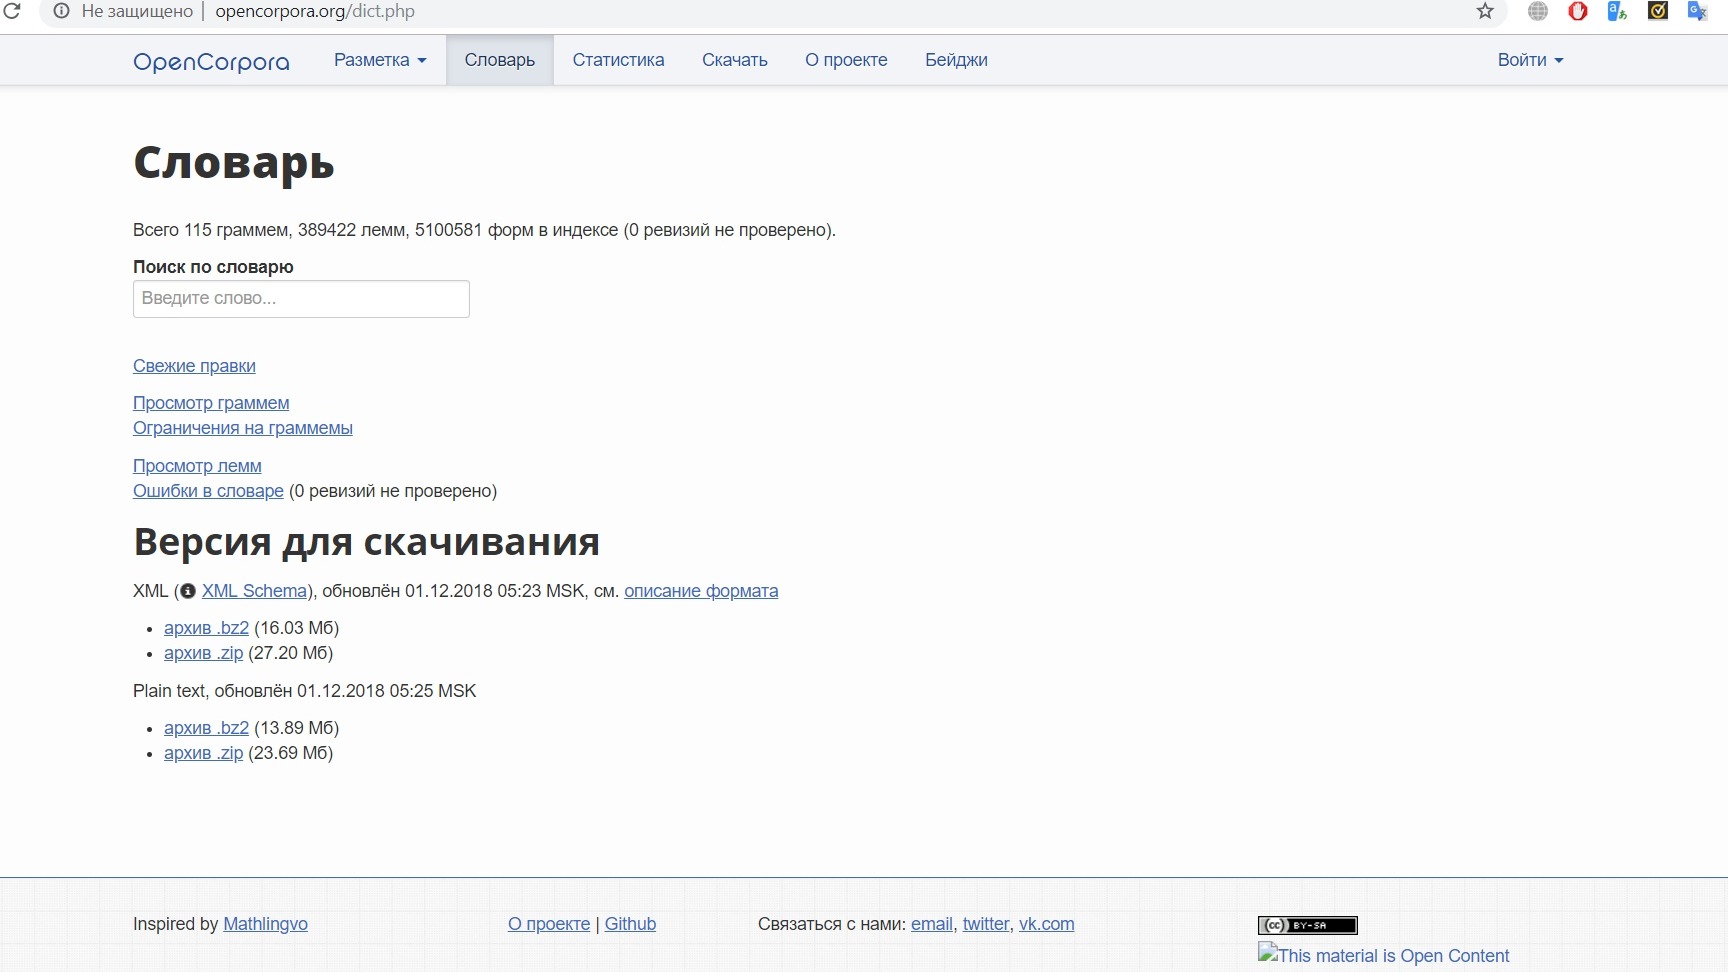 Не защищено | opencorpora.org/dict.php
OpenCorpora Разметка Словарь Статистика Скачать О проекте Бейджи Войти
Словарь
Всего 115 граммем, 389422 лемм, 5100581 форм в индексе (0 ревизий не проверено).
Поиск по словарю
Введите слово...
Свежие правки
Просмотр граммем
Ограничения на граммемы
Просмотр лемм
Ошибки в словаре (0 ревизий не проверено)
Версия для скачивания
XML (XML Schema), обновлён 01.12.2018 05:23 MSK, см. описание формата
• архив .bz2 (16.03 Мб)
• архив .zip (27.20 Мб)
Plain text, обновлён 01.12.2018 05:25 MSK
• архив .bz2 (13.89 Мб)
• архив .zip (23.69 Мб)
Inspired by Mathlingvo О проекте | Github Связаться с нами: email, twitter, vk.com (cc) BY-SA
This material is Open Content